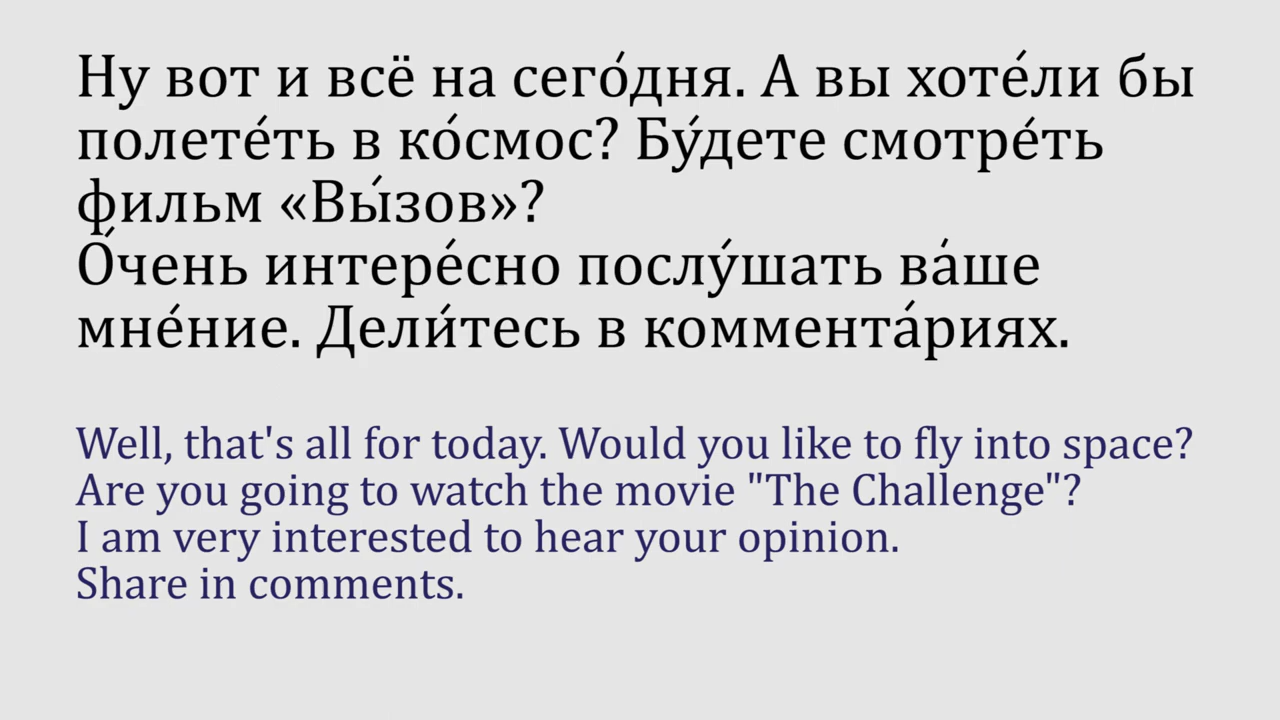 Ну вот и всё на сего́дня. А вы хоте́ли бы
полете́ть в ко́смос? Бу́дете смотре́ть
фильм «Вы́зов»?
О́чень интере́сно послу́шать ва́ше
мне́ние. Дели́тесь в коммента́риях.
Well, that's all for today. Would you like to fly into space?
Are you going to watch the movie "The Challenge"?
I am very interested to hear your opinion.
Share in comments.